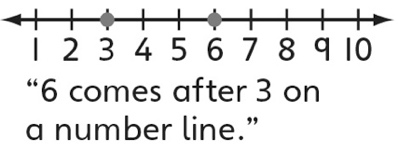 1 2 3 4 5 6 7 8 9 10
“6 comes after 3 on
a number line.”